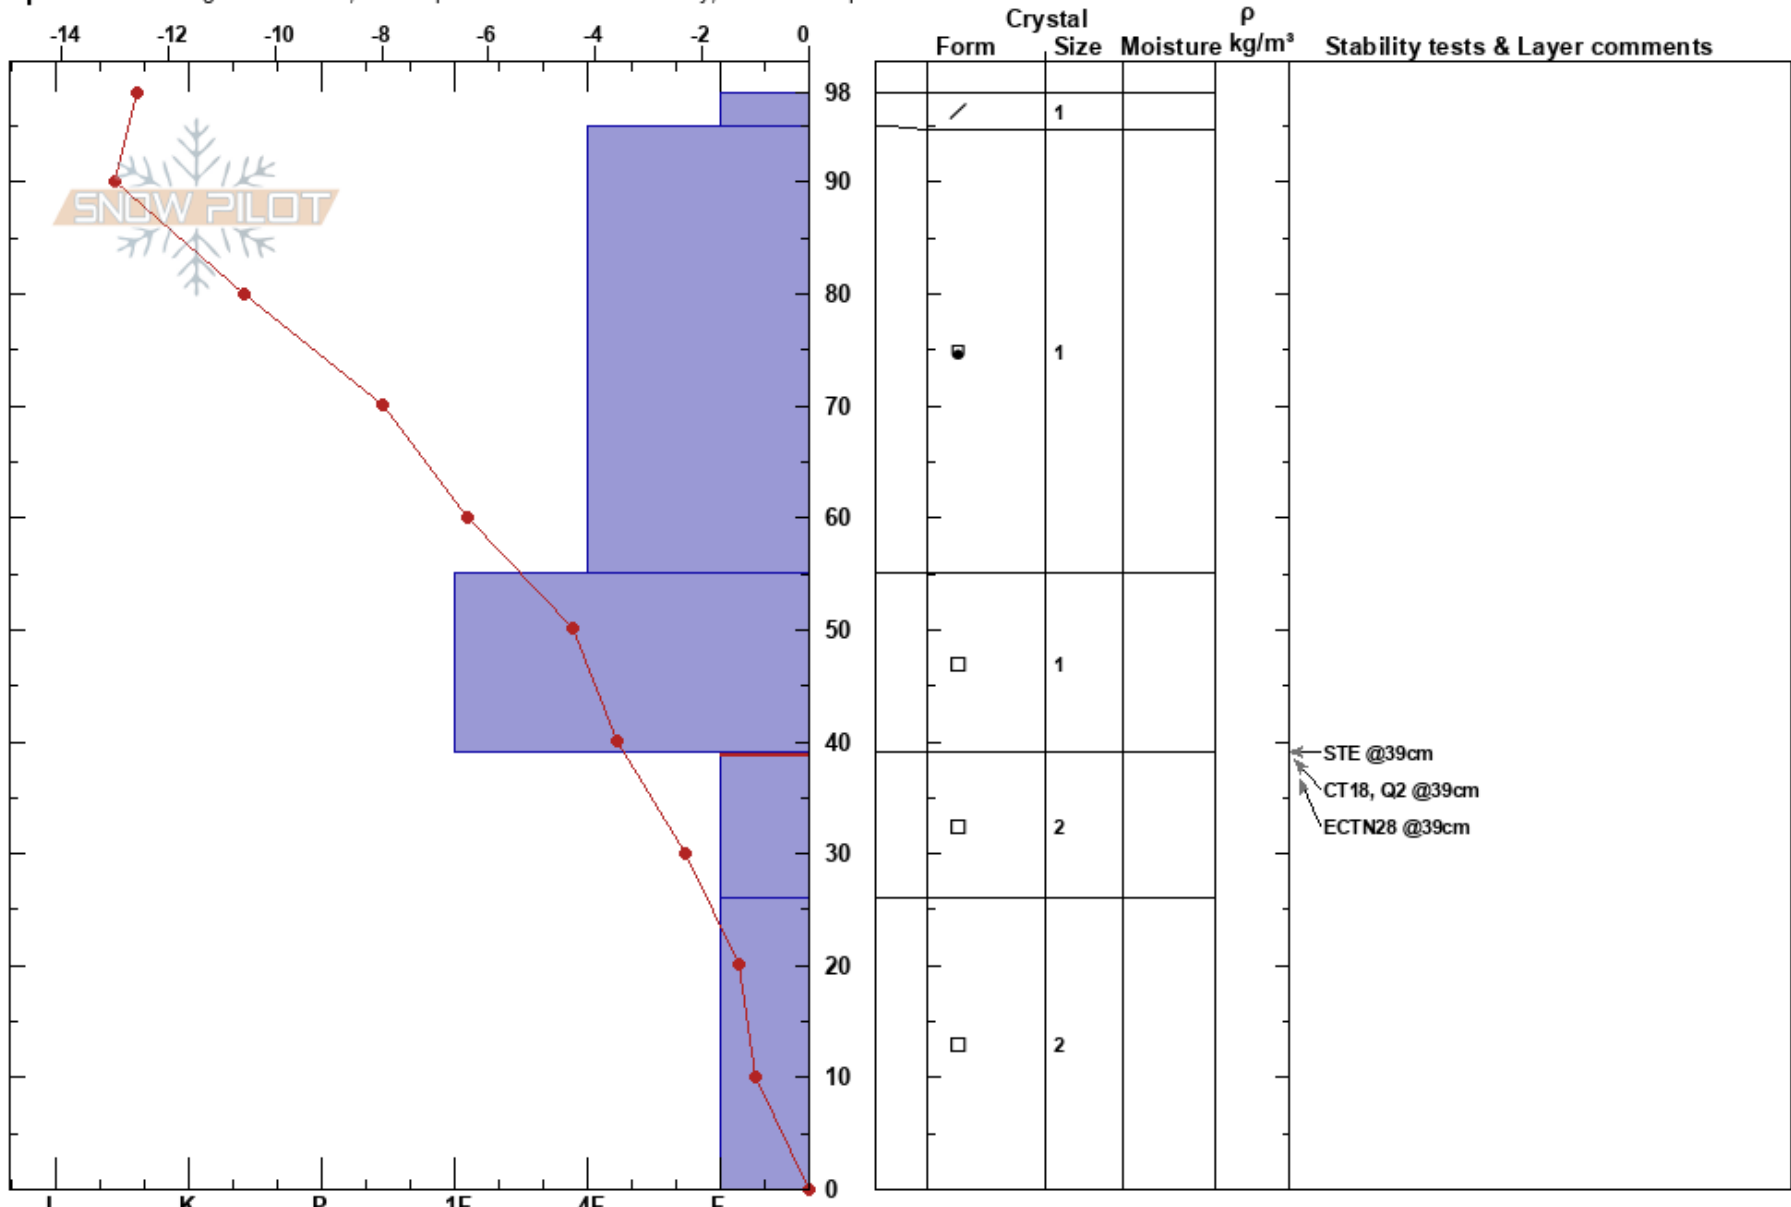 -14 -12 -10 -8 -6 -4 -2 0
Crystal
ρ
Form Size Moisture kg/m³ Stability tests & Layer comments
98
1
90
SNOW PILOT
80
1
70
60
50
1
40
STE @39cm
CT18, Q2 @39cm
2
ECTN28 @39cm
30
20
2
10
0
I K P 1F 4F F